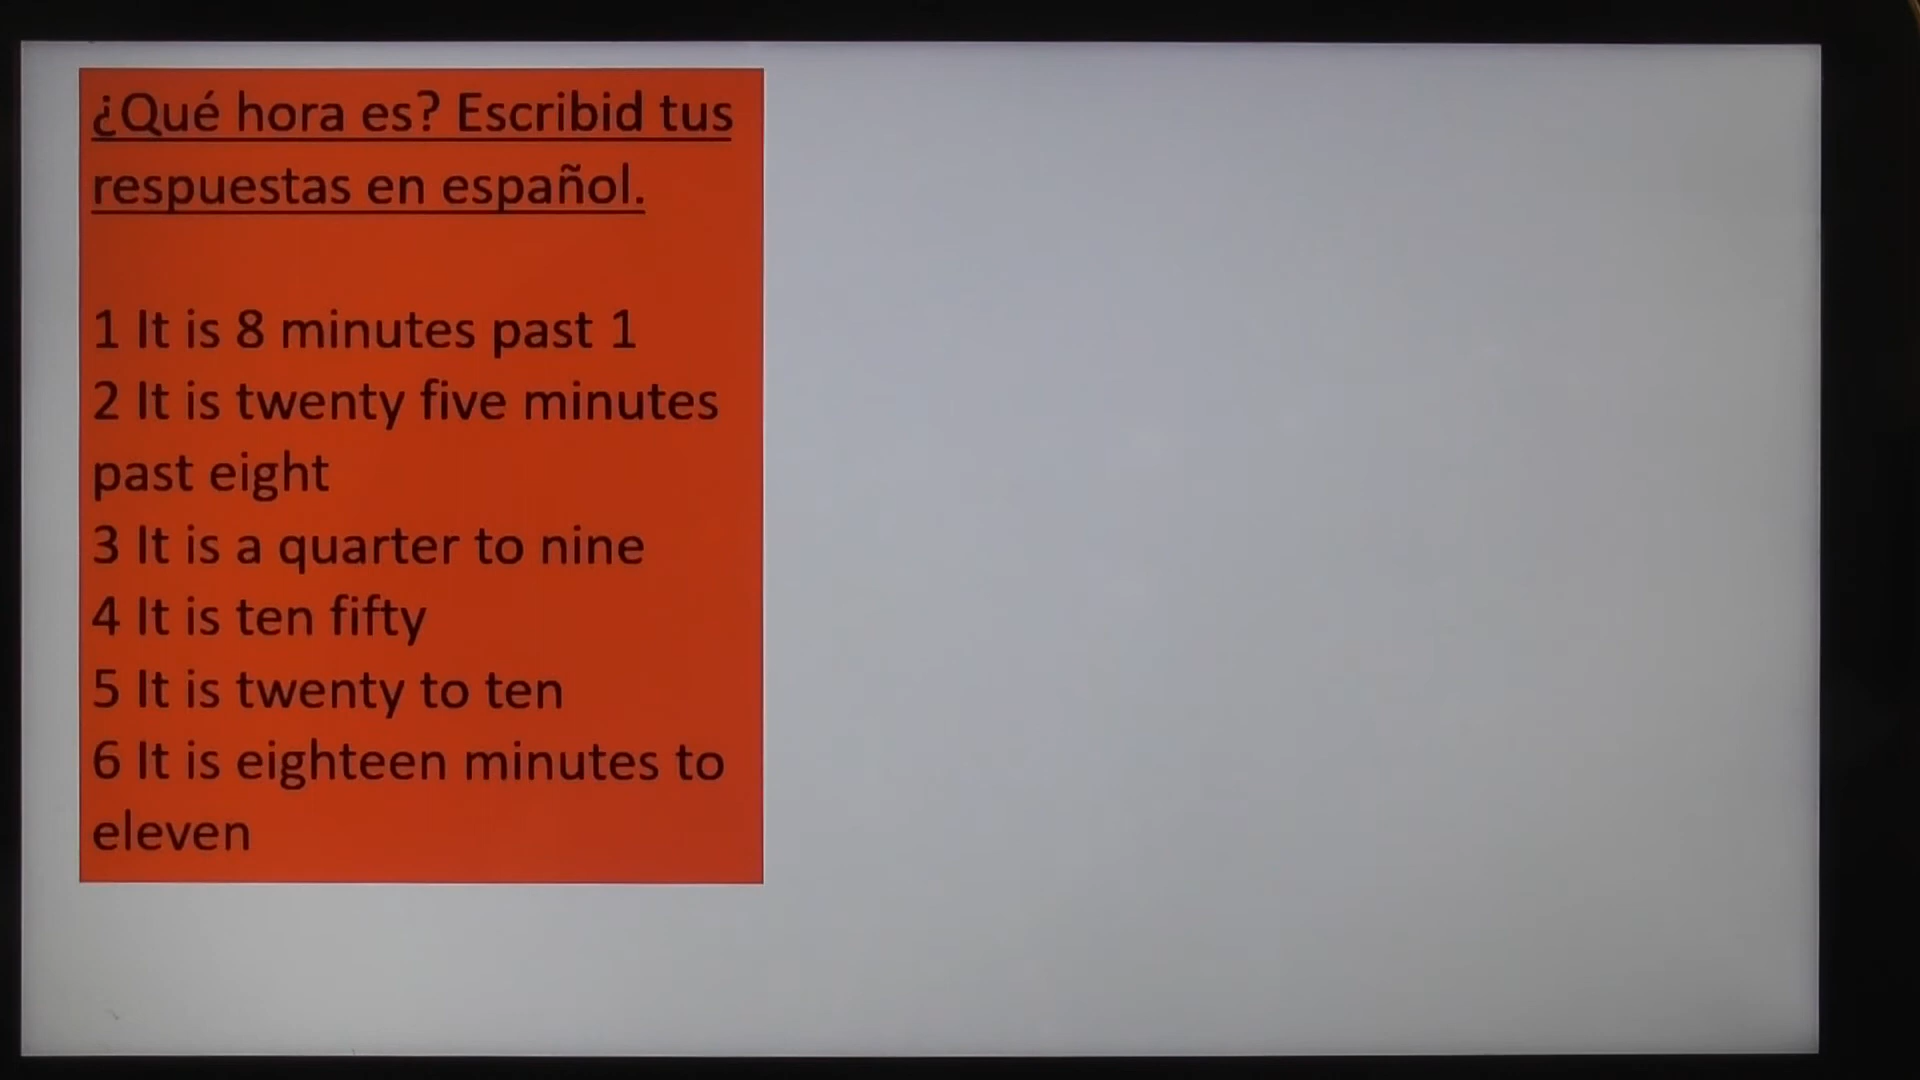 ¿Qué hora es? Escribid tus
respuestas en español.
1 It is 8 minutes past 1
2 It is twenty five minutes
past eight
3 It is a quarter to nine
4 It is ten fifty
5 It is twenty to ten
6 It is eighteen minutes to
eleven